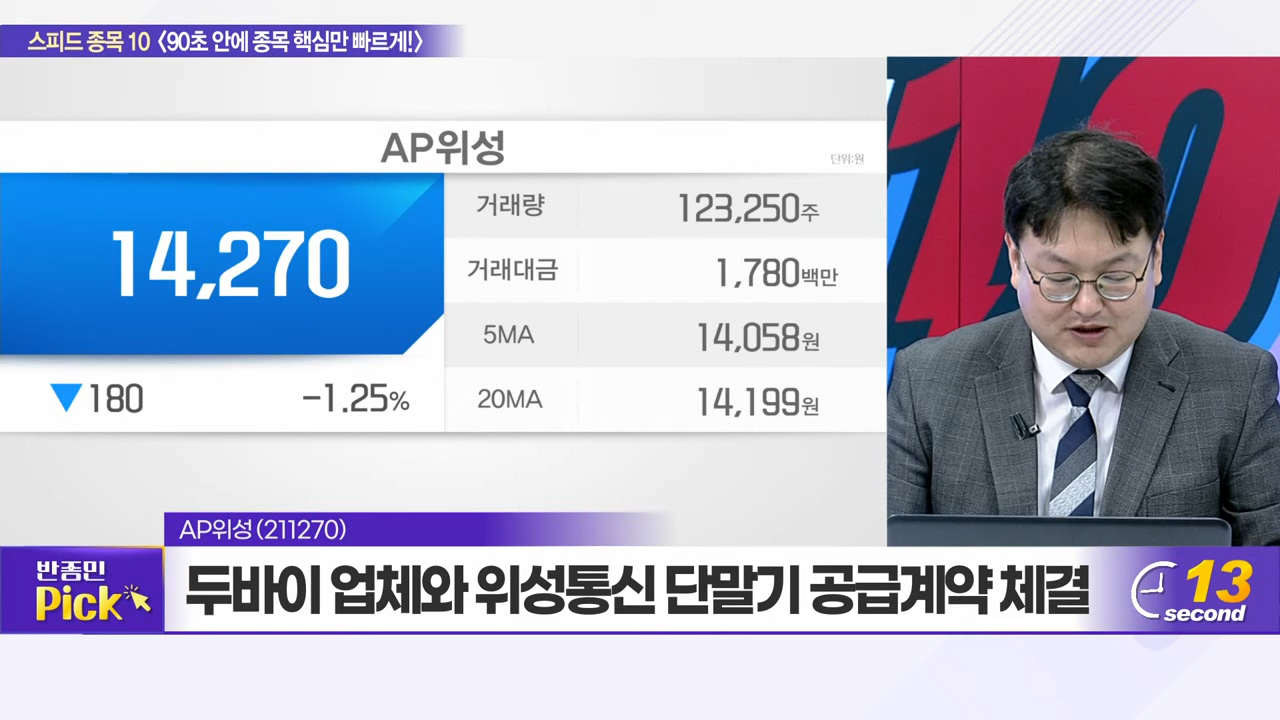 스피드 종목 10 <90초 안에 종목 핵심만 빠르게!>
AP위성
단위:원
14,270
▼180 -1.25%
거래량 123,250주
거래대금 1,780백만
5MA 14,058원
20MA 14,199원
10
AP위성(211270)
반종민
Pick
두바이 업체와 위성통신 단말기 공급계약 체결
13
second